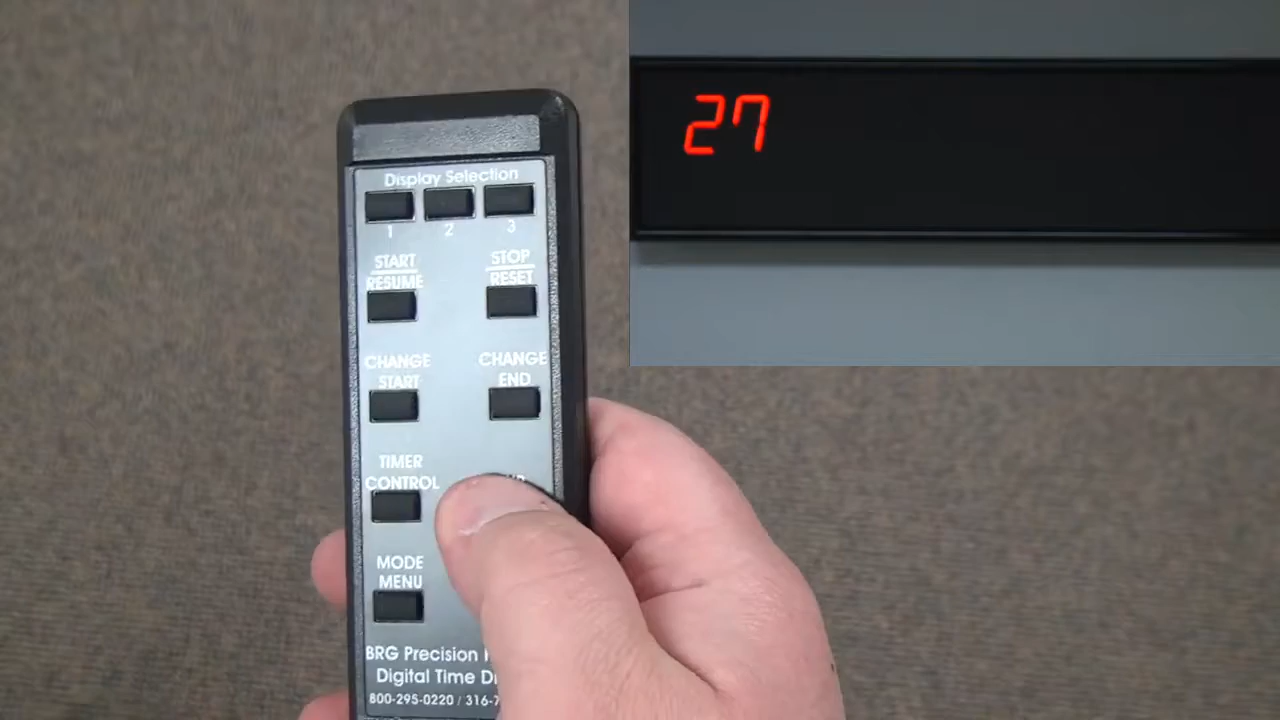 27
Display Selection
1 2 3
START STOP
RESUME RESET
CHANGE CHANGE
START END
TIMER
CONTROL
MODE
MENU
BRG Precision
Digital Time
800-295-0220 / 316-7